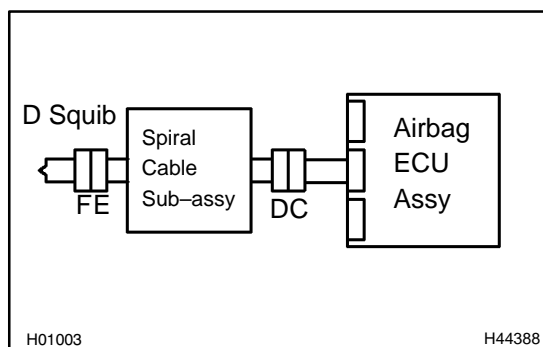 D Squib
FE
Spiral
Cable
Sub–assy
DC
Airbag
ECU
Assy
H01003
H44388